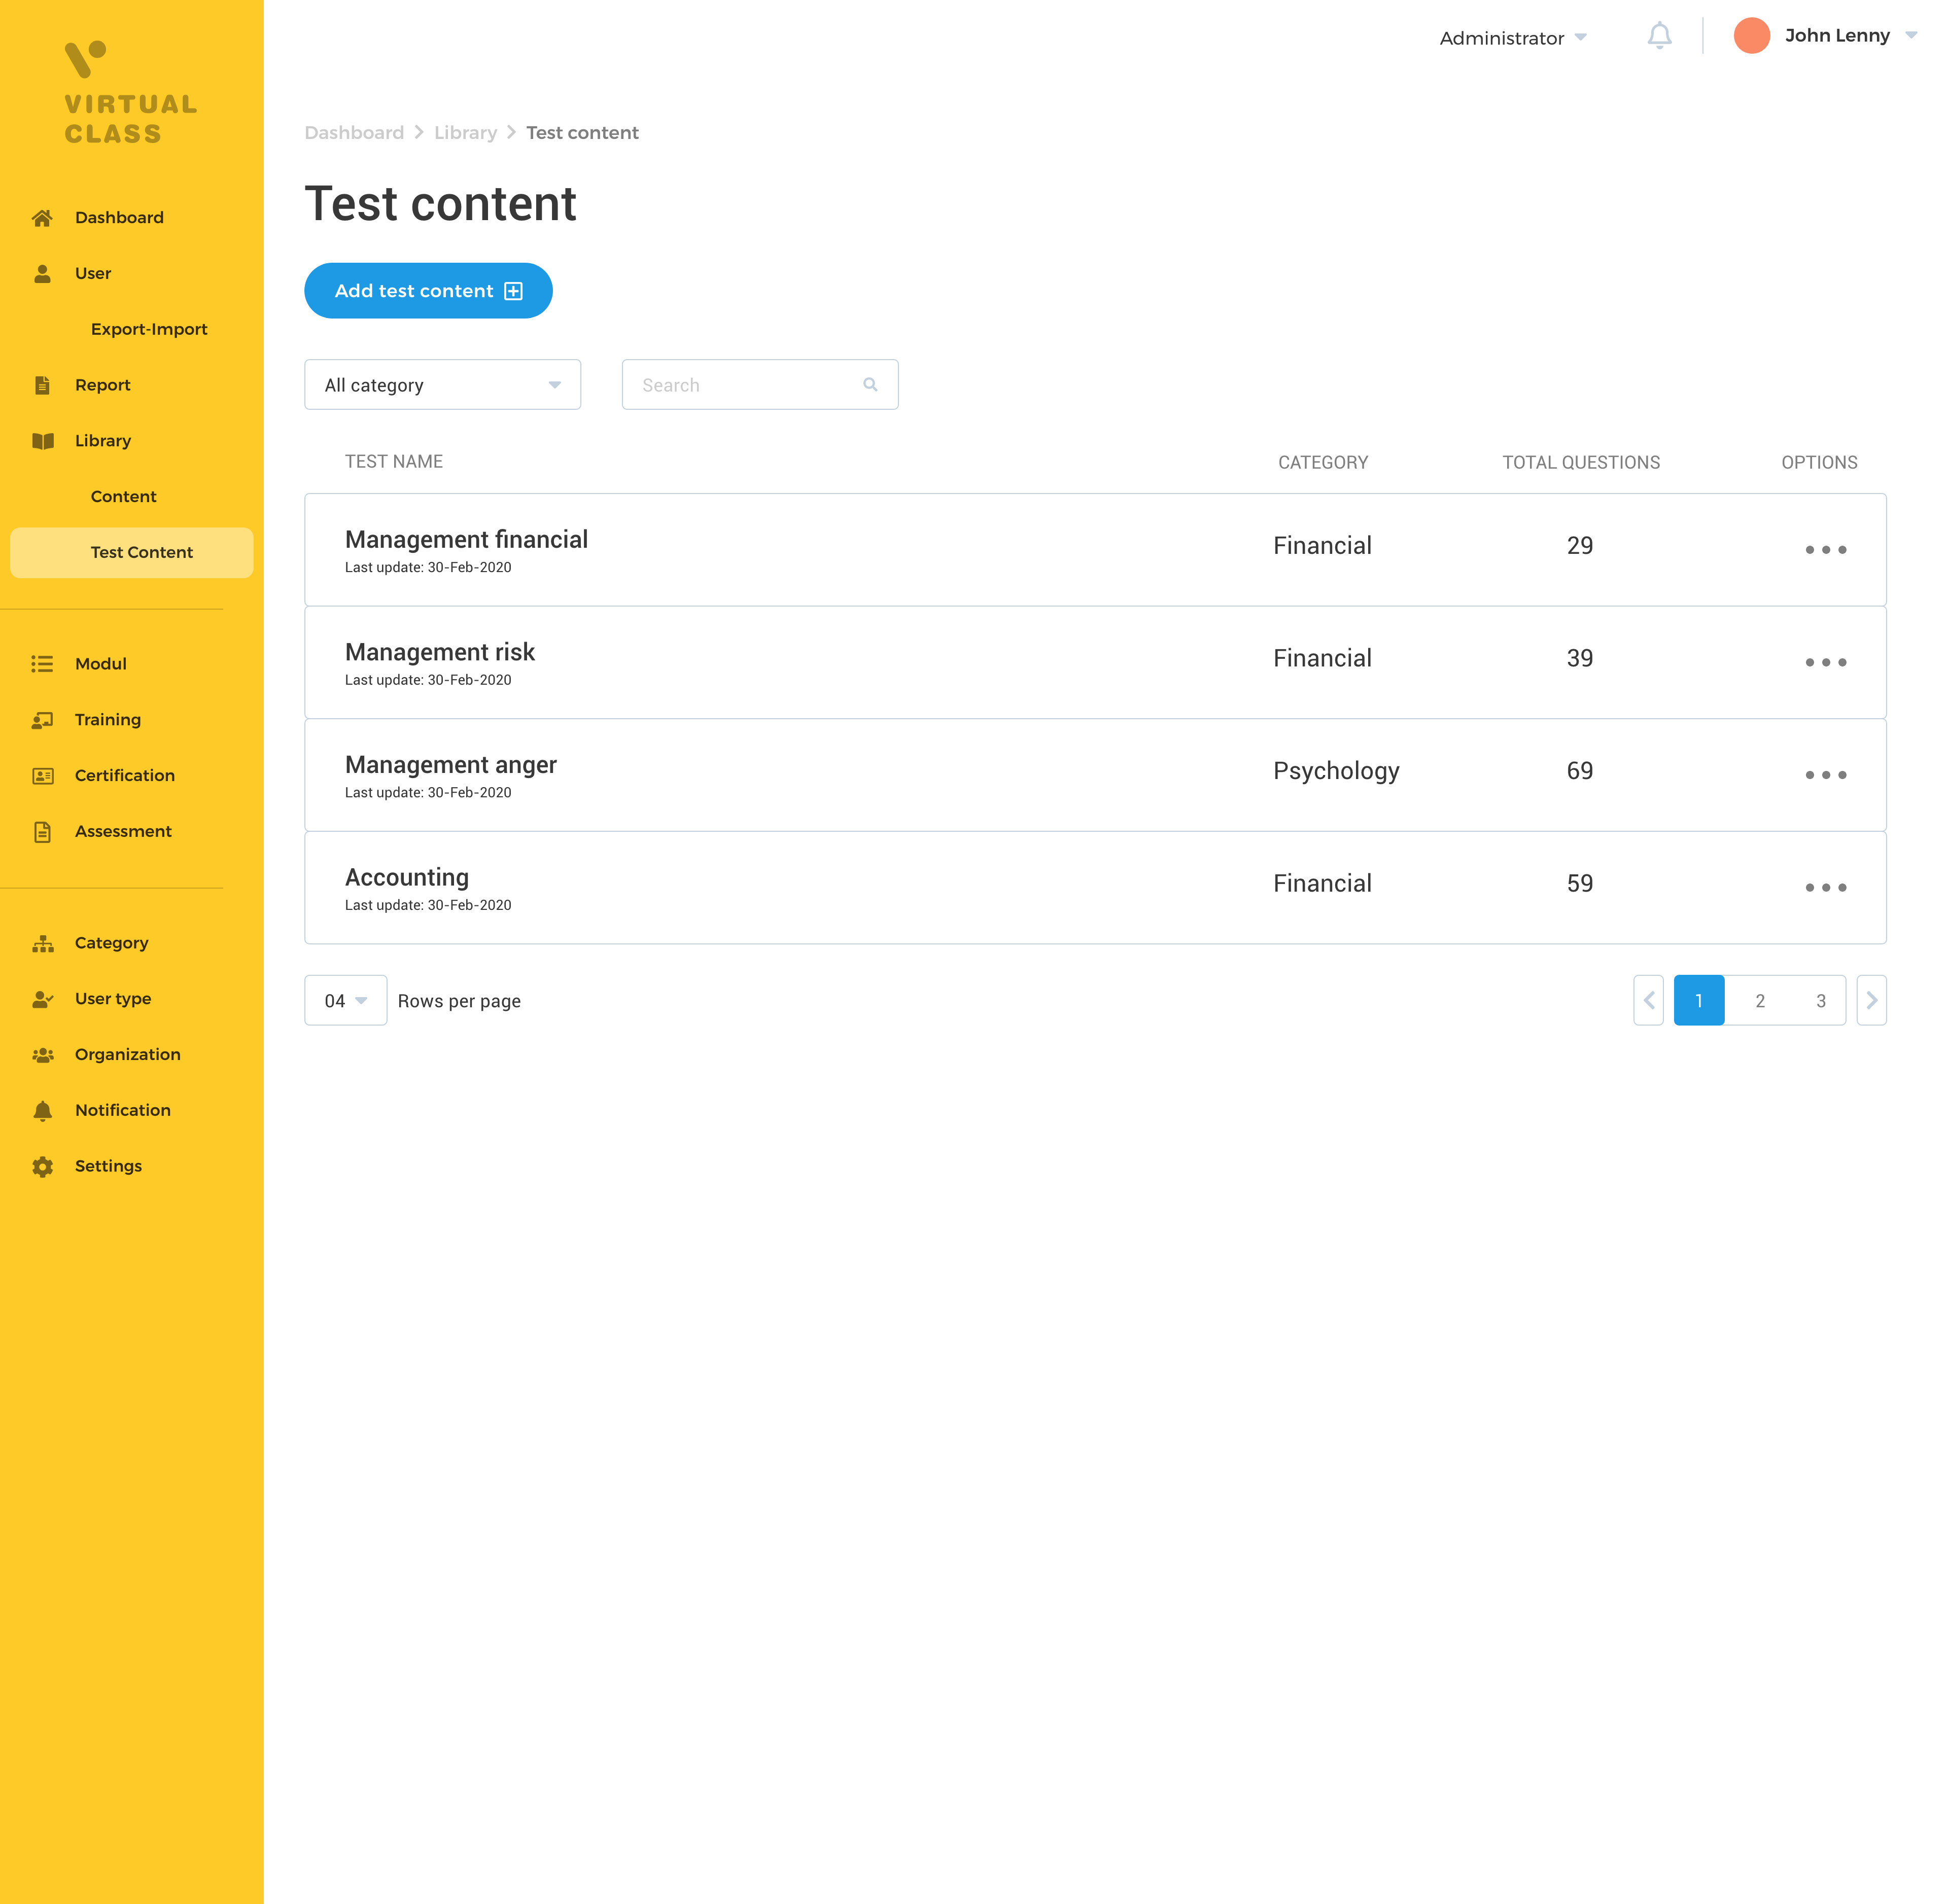 VIRTUAL
CLASS
Dashboard
User
Export-Import
Report
Library
Content
Test Content
Modul
Training
Certification
Assessment
Category
User type
Organization
Notification
Settings
Administrator
John Lenny
Dashboard Library Test content
Test content
Add test content
All category
Search
TEST NAME CATEGORY TOTAL QUESTIONS OPTIONS
Management financial Financial 29
Last update: 30-Feb-2020
Management risk Financial 39
Last update: 30-Feb-2020
Management anger Psychology 69
Last update: 30-Feb-2020
Accounting Financial 59
Last update: 30-Feb-2020
04 Rows per page
1 2 3